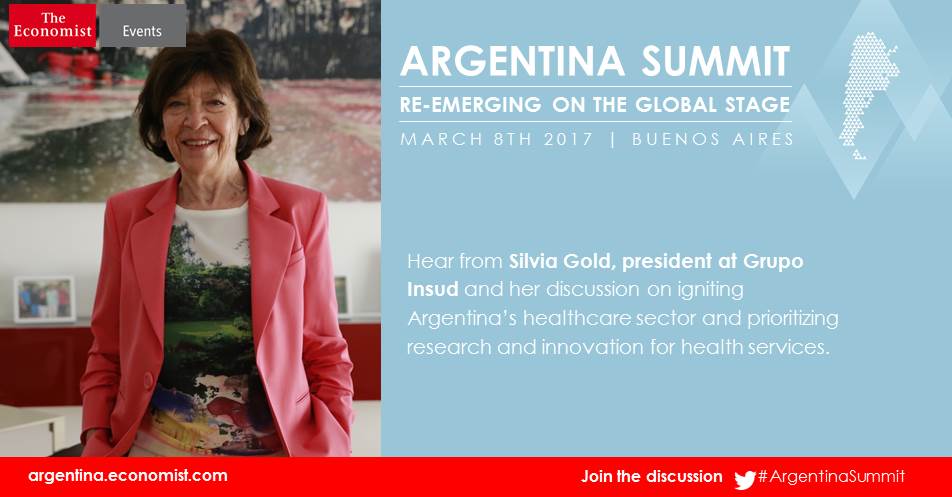 The
Economist
Events
ARGENTINA SUMMIT
RE-EMERGING ON THE GLOBAL STAGE
MARCH 8TH 2017 | BUENOS AIRES
Hear from Silvia Gold, president at Grupo
Insud and her discussion on igniting
Argentina's healthcare sector and prioritizing
research and innovation for health services.
argentina.economist.com
Join the discussion #ArgentinaSummit